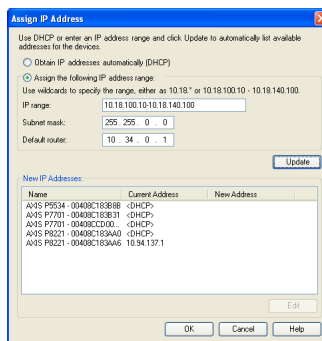 Assign IP Address
Use DHCP or enter an IP address range and click Update to automatically list available
addresses for the devices.
Obtain IP addresses automatically (DHCP)
Assign the following IP address range:
Use wildcards to specify the range, either as 10.18.* or 10.18.100.10 - 10.18.140.100.
IP range: 10.18.100.10-10.18.140.100
Subnet mask: 255 . 255 . 0 . 0
Default router: 10 . 34 . 0 . 1
Update
New IP Addresses:
Name Current Address New Address
AXIS P5534 - 00408C183B8B <DHCP>
AXIS P7701 - 00408C183B31 <DHCP>
AXIS P7701 - 00408CCD00... <DHCP>
AXIS P8221 - 00408C183AA0 <DHCP>
AXIS P8221 - 00408C183AA6 10.94.137.1
Edit
OK Cancel Help